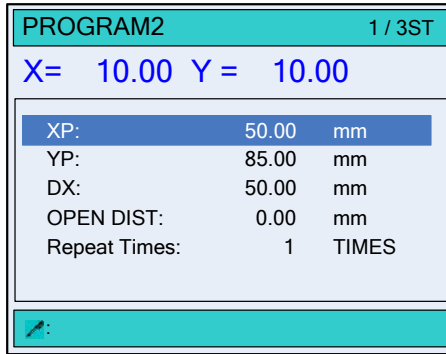 PROGRAM2 1 / 3ST
X= 10.00 Y = 10.00
XP: 50.00 mm
YP: 85.00 mm
DX: 50.00 mm
OPEN DIST: 0.00 mm
Repeat Times: 1 TIMES
: